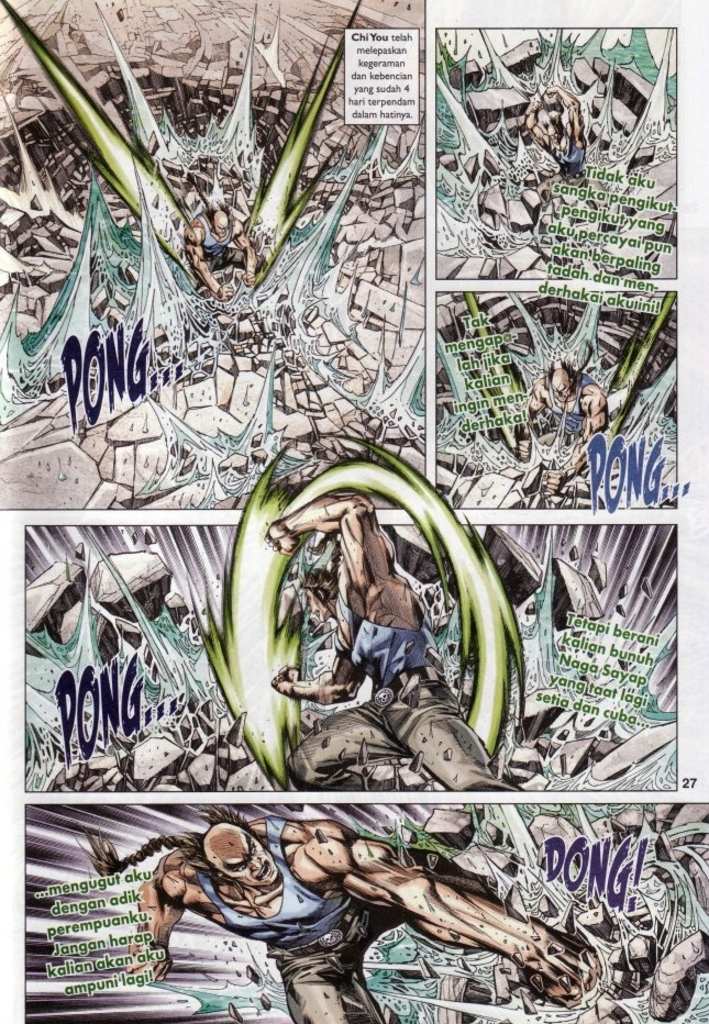 Chi You telah
melepaskan
kegeraman
dan kebencian
yang sudah 4
hari terpendam
dalam hatinya.
PONG...
Tidak aku
sangka pengikut-
pengikut yang
aku percayai pun
akan berpaling
tadah dan men-
derhakai akuini!
Tak
mengapa-
lah jika
kalian
ingin men-
derhaka!
PONG...
PONG...
Tetapi berani
kalian bunuh
Naga Sayap
yang taat lagi
setia dan cuba...
27
...mengugut aku
dengan adik
perempuanku.
Jangan harap
kalian akan aku
ampuni lagi!
DONG!